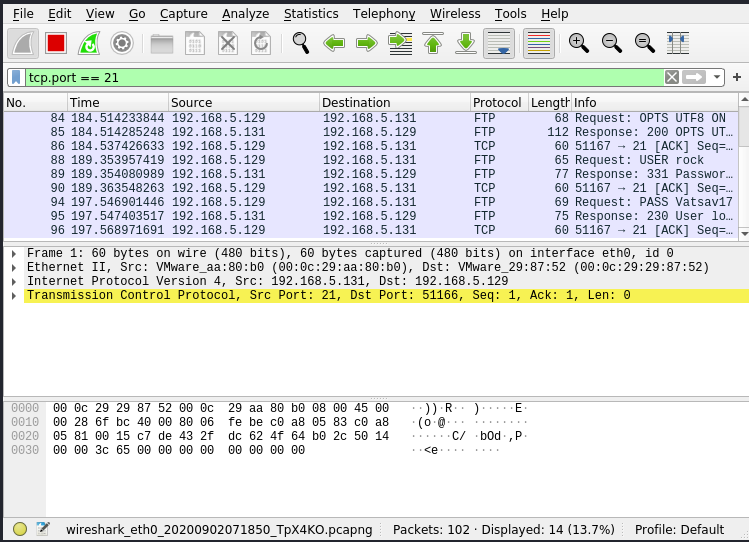 File Edit View Go Capture Analyze Statistics Telephony Wireless Tools Help
tcp.port == 21
No. Time Source Destination Protocol Length Info
84 184.514233844 192.168.5.129 192.168.5.131 FTP 68 Request: OPTS UTF8 ON
85 184.514285248 192.168.5.131 192.168.5.129 FTP 112 Response: 200 OPTS UT…
86 184.537426633 192.168.5.129 192.168.5.131 TCP 60 51167 → 21 [ACK] Seq=…
88 189.353957419 192.168.5.129 192.168.5.131 FTP 65 Request: USER rock
89 189.354080989 192.168.5.131 192.168.5.129 FTP 77 Response: 331 Passwor…
90 189.363548263 192.168.5.129 192.168.5.131 TCP 60 51167 → 21 [ACK] Seq=…
94 197.546901446 192.168.5.129 192.168.5.131 FTP 69 Request: PASS Vatsav17
95 197.547403517 192.168.5.131 192.168.5.129 FTP 75 Response: 230 User lo…
96 197.568971691 192.168.5.129 192.168.5.131 TCP 60 51167 → 21 [ACK] Seq=…
Frame 1: 60 bytes on wire (480 bits), 60 bytes captured (480 bits) on interface eth0, id 0
Ethernet II, Src: VMware_aa:80:b0 (00:0c:29:aa:80:b0), Dst: VMware_29:87:52 (00:0c:29:29:87:52)
Internet Protocol Version 4, Src: 192.168.5.131, Dst: 192.168.5.129
Transmission Control Protocol, Src Port: 21, Dst Port: 51166, Seq: 1, Ack: 1, Len: 0
0000 00 0c 29 29 87 52 00 0c 29 aa 80 b0 08 00 45 00 ··))·R·· )·····E·
0010 00 28 6f bc 40 00 80 06 fe be c0 a8 05 83 c0 a8 ·(o·@··· ········
0020 05 81 00 15 c7 de 43 2f dc 62 4f 64 b0 2c 50 14 ······C/ ·bOd·,P·
0030 00 00 3c 65 00 00 00 00 00 00 00 00 ··<e···· ····
wireshark_eth0_20200902071850_TpX4KO.pcapng Packets: 102 · Displayed: 14 (13.7%) Profile: Default